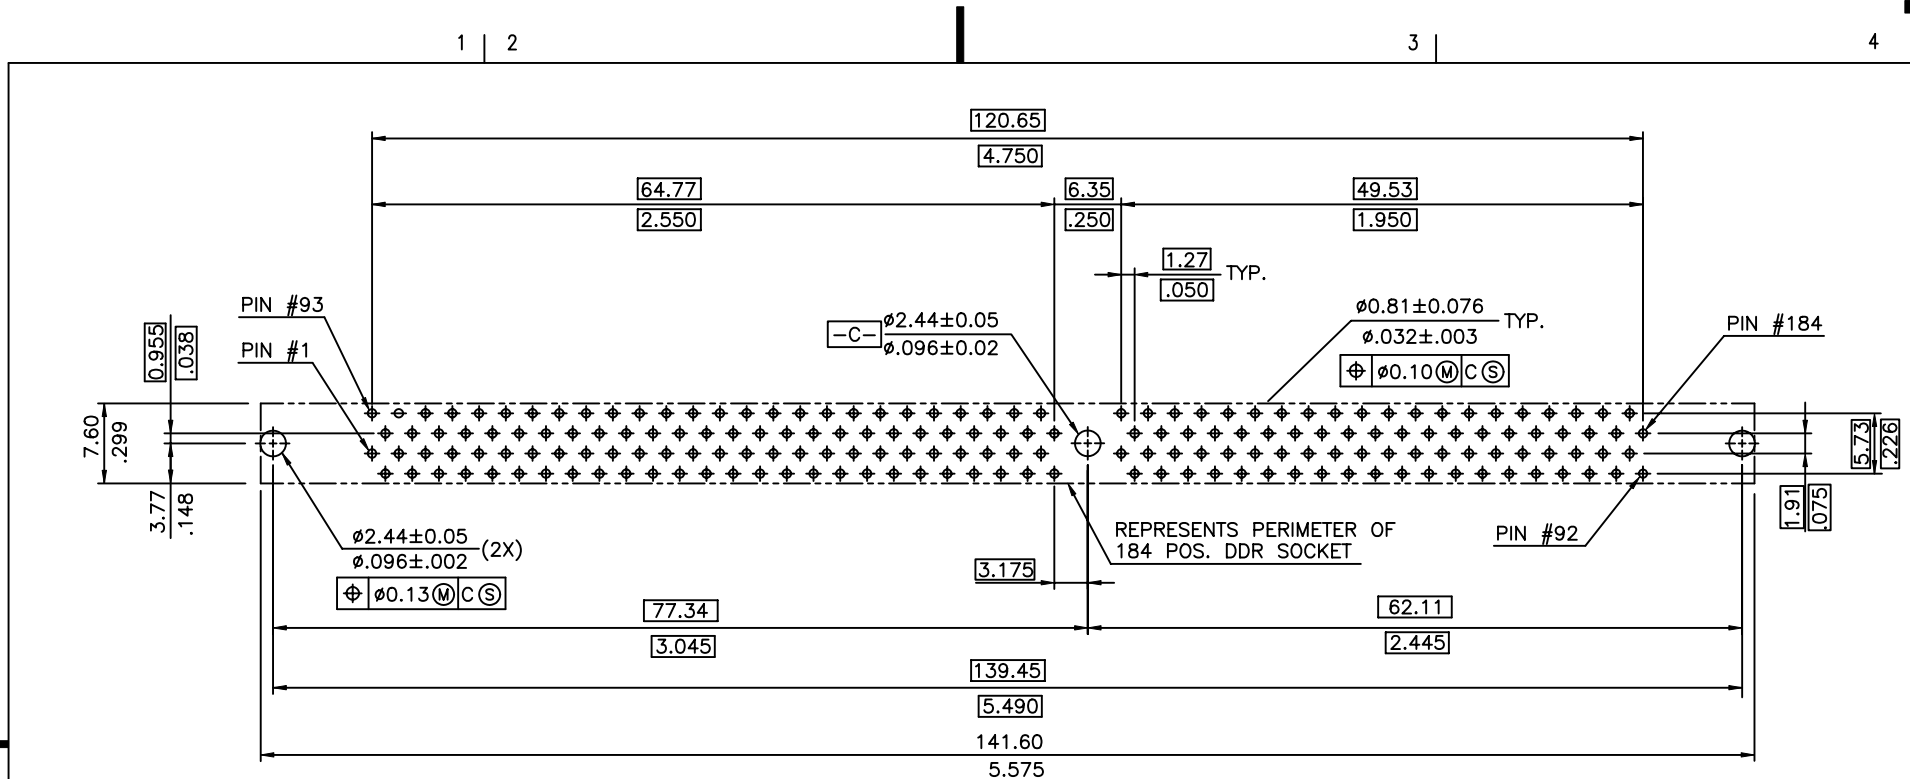 1 2 3 4
120.65
4.750
64.77 6.35 49.53
2.550 .250 1.950
1.27 TYP.
.050
PIN #93
PIN #1
0.955
.038
7.60
.299
3.77
.148
-C- ø2.44±0.05
ø.096±0.02
ø0.81±0.076 TYP.
ø.032±.003
⌖ ø0.10Ⓜ C Ⓢ
PIN #184
5.73
.226
1.91
.075
ø2.44±0.05 (2X)
ø.096±.002
⌖ ø0.13Ⓜ C Ⓢ
REPRESENTS PERIMETER OF
184 POS. DDR SOCKET
PIN #92
3.175
77.34 62.11
3.045 2.445
139.45
5.490
141.60
5.575